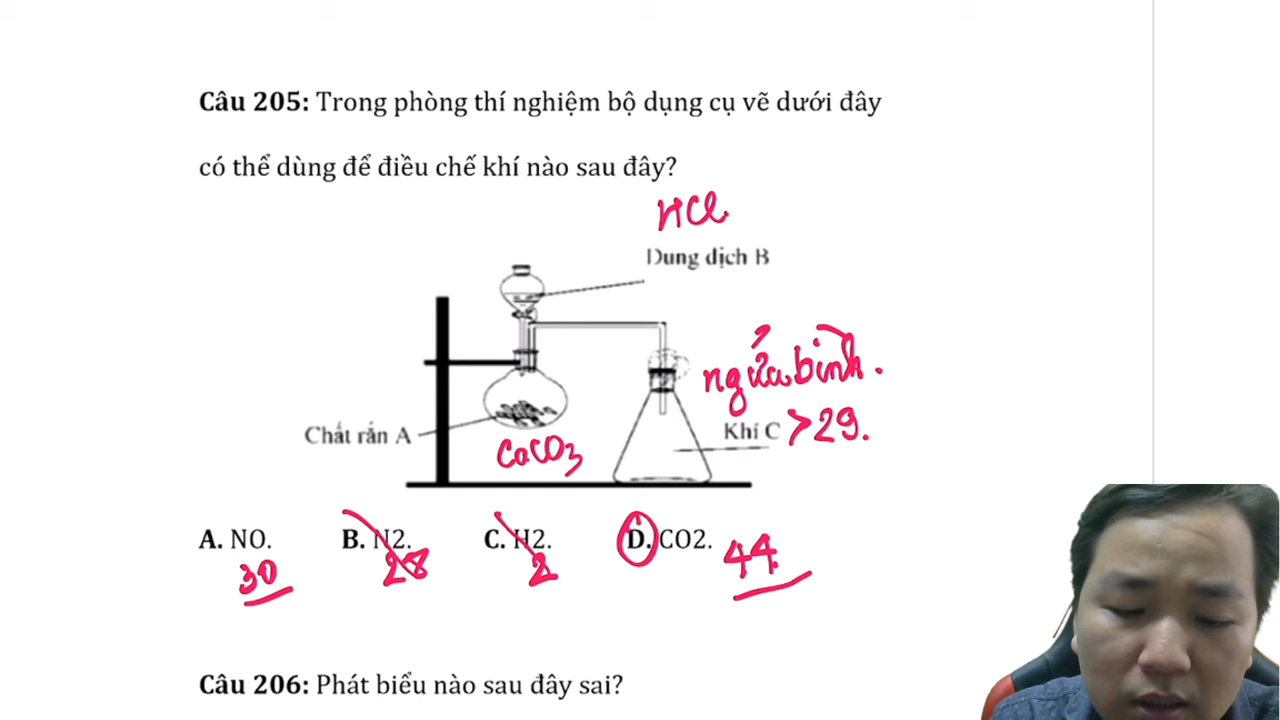 Câu 205: Trong phòng thí nghiệm bộ dụng cụ vẽ dưới đây
có thể dùng để điều chế khí nào sau đây?
HCl
Dung dịch B
ngửa bình.
Khí C >29.
Chất rắn A
CaCO3
A. NO. B. N2. C. H2. D. CO2.
30 28 2 44
Câu 206: Phát biểu nào sau đây sai?